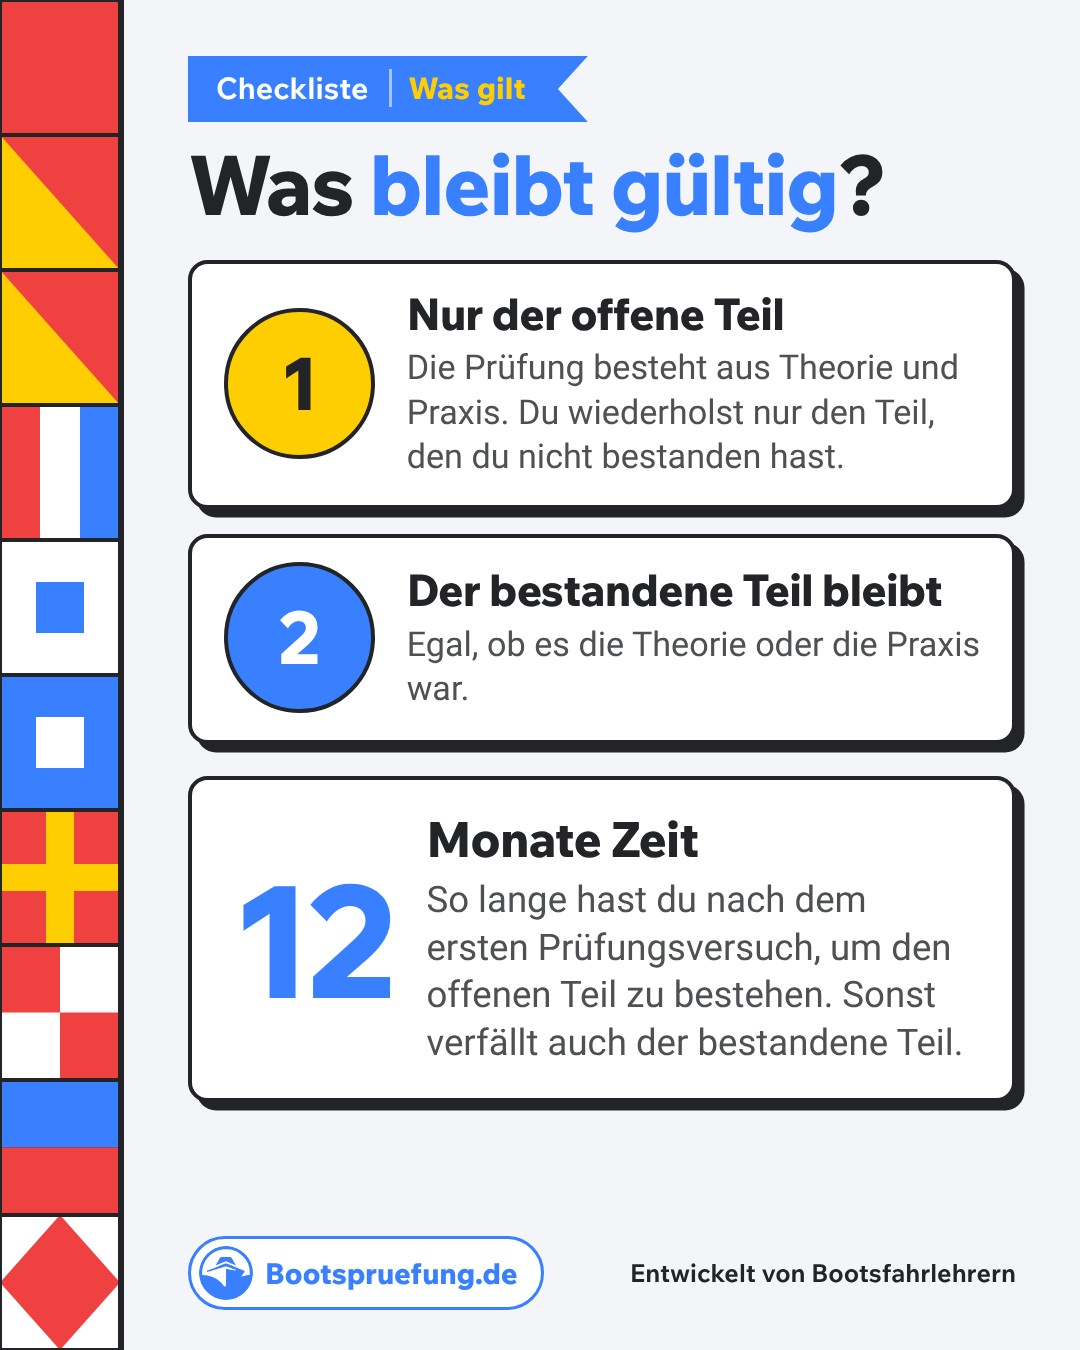 Checkliste | Was gilt
Was bleibt gültig?
1
Nur der offene Teil
Die Prüfung besteht aus Theorie und
Praxis. Du wiederholst nur den Teil,
den du nicht bestanden hast.
2
Der bestandene Teil bleibt
Egal, ob es die Theorie oder die Praxis
war.
12
Monate Zeit
So lange hast du nach dem
ersten Prüfungsversuch, um den
offenen Teil zu bestehen. Sonst
verfällt auch der bestandene Teil.
Bootspruefung.de
Entwickelt von Bootsfahrlehrern